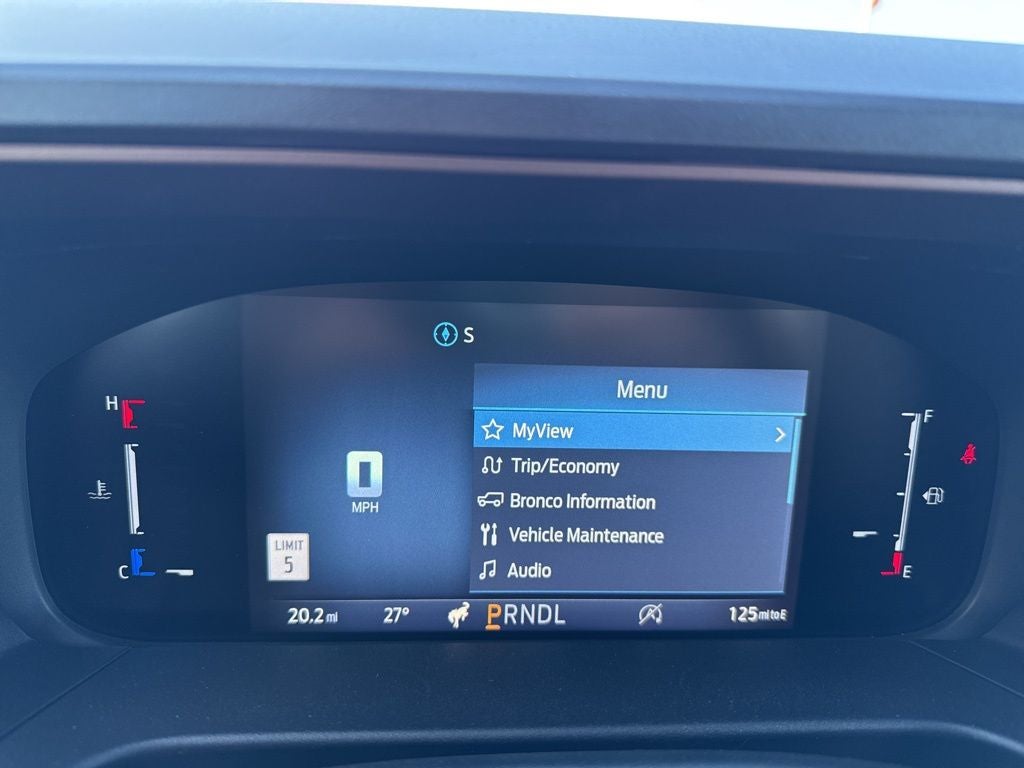 S
Menu
H
MyView
F
Trip/Economy
0
MPH
Bronco Information
Vehicle Maintenance
LIMIT
5
Audio
C
E
20.2 mi 27° PRNDL 125 mi to E